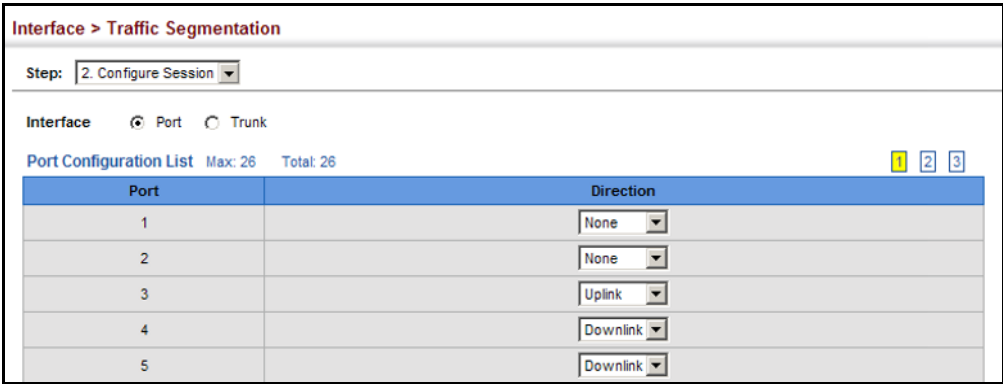 Interface > Traffic Segmentation
Step: 2. Configure Session
Interface Port Trunk
Port Configuration List Max: 26 Total: 26 1 2 3
Port Direction
1 None
2 None
3 Uplink
4 Downlink
5 Downlink